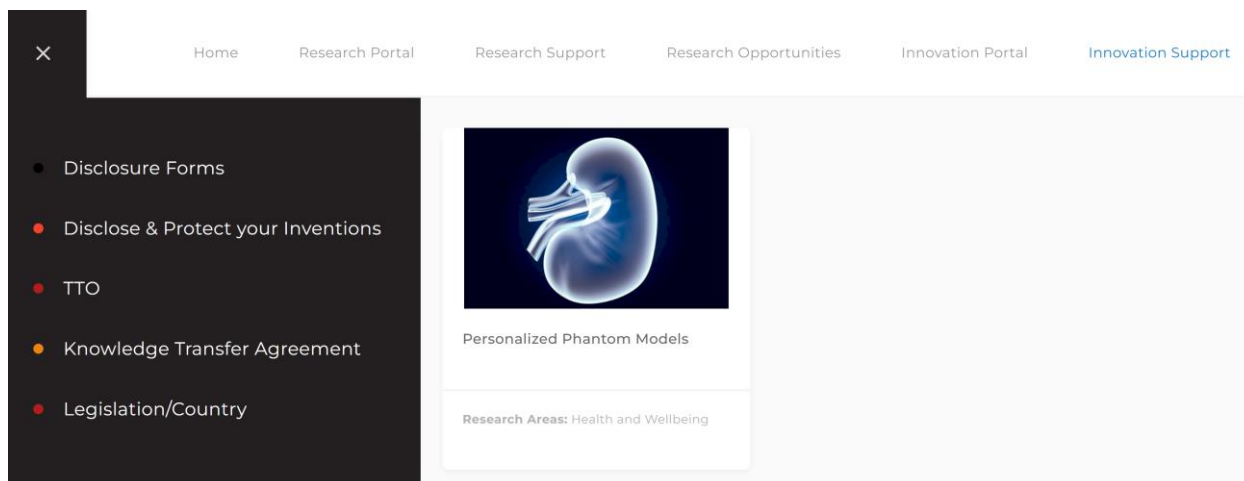 Home Research Portal Research Support Research Opportunities Innovation Portal Innovation Support
Disclosure Forms
Disclose & Protect your Inventions
TTO
Knowledge Transfer Agreement
Legislation/Country
Personalized Phantom Models
Research Areas: Health and Wellbeing